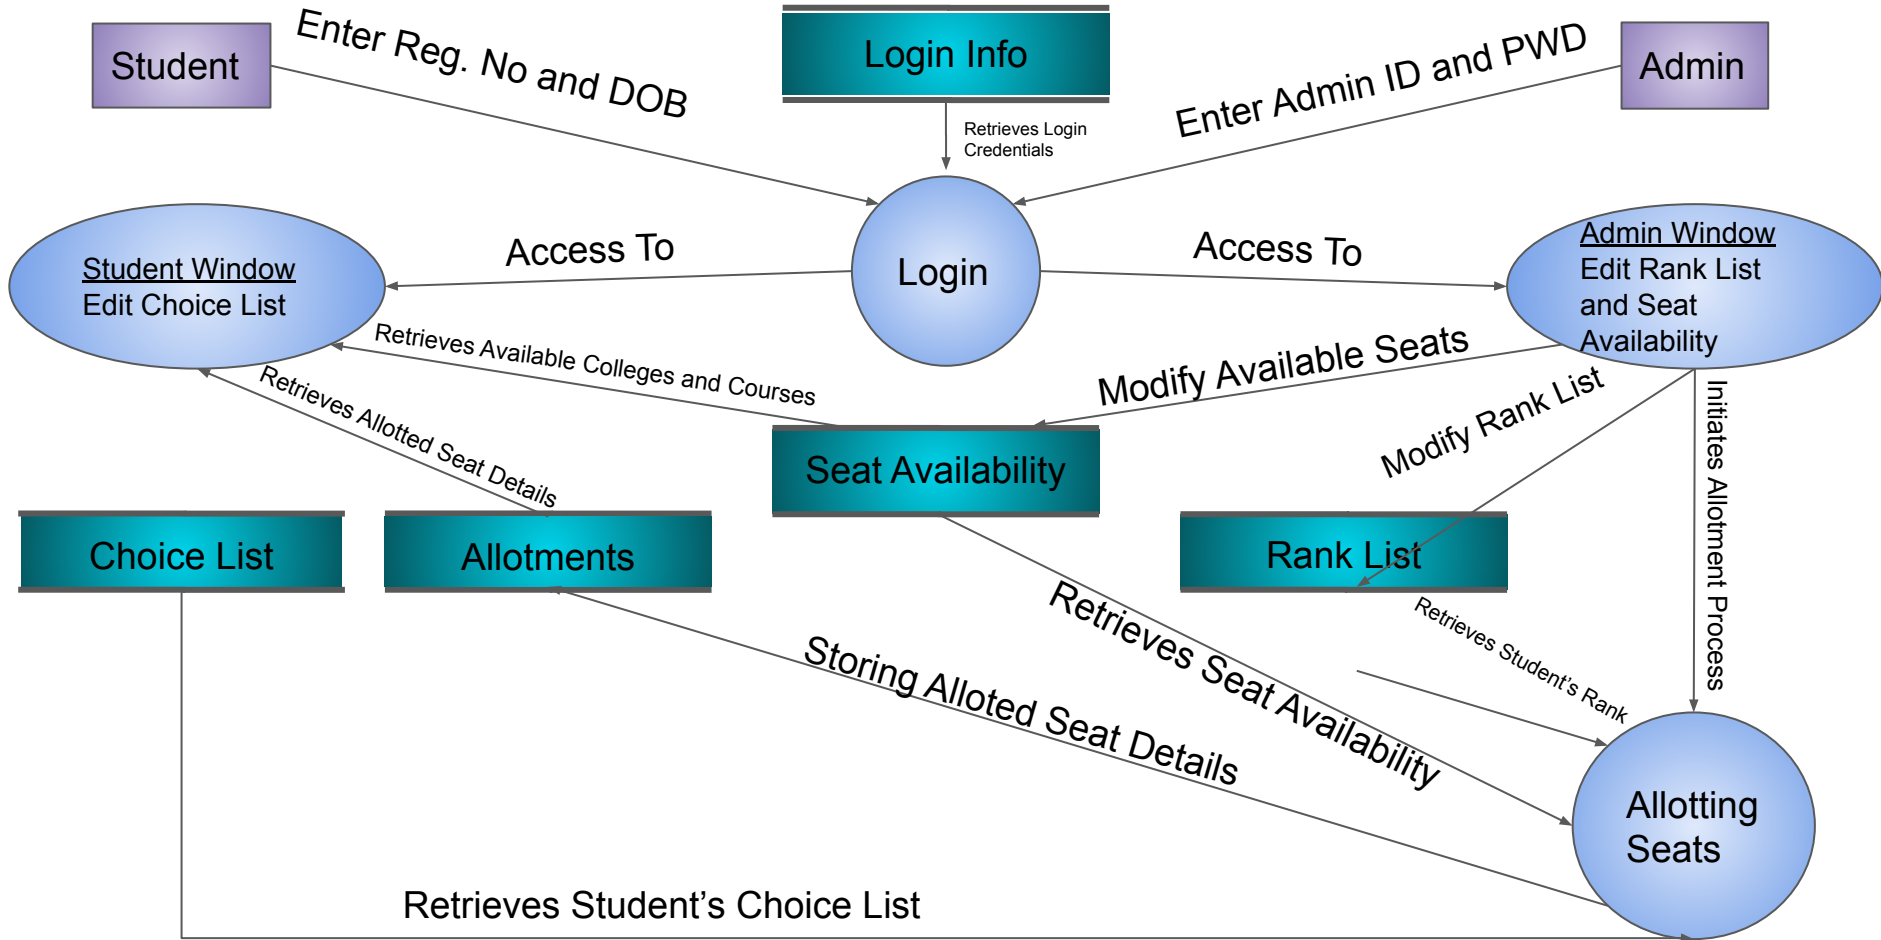 Student
Enter Reg. No and DOB
Login Info
Enter Admin ID and PWD
Admin
Retrieves Login
Credentials
Student Window
Edit Choice List
Access To
Login
Access To
Admin Window
Edit Rank List
and Seat
Availability
Retrieves Available Colleges and Courses
Modify Available Seats
Retrieves Allotted Seat Details
Modify Rank List
Initiates Allotment Process
Seat Availability
Choice List
Allotments
Rank List
Retrieves Seat Availability
Retrieves Student’s Rank
Storing Alloted Seat Details
Allotting
Seats
Retrieves Student’s Choice List